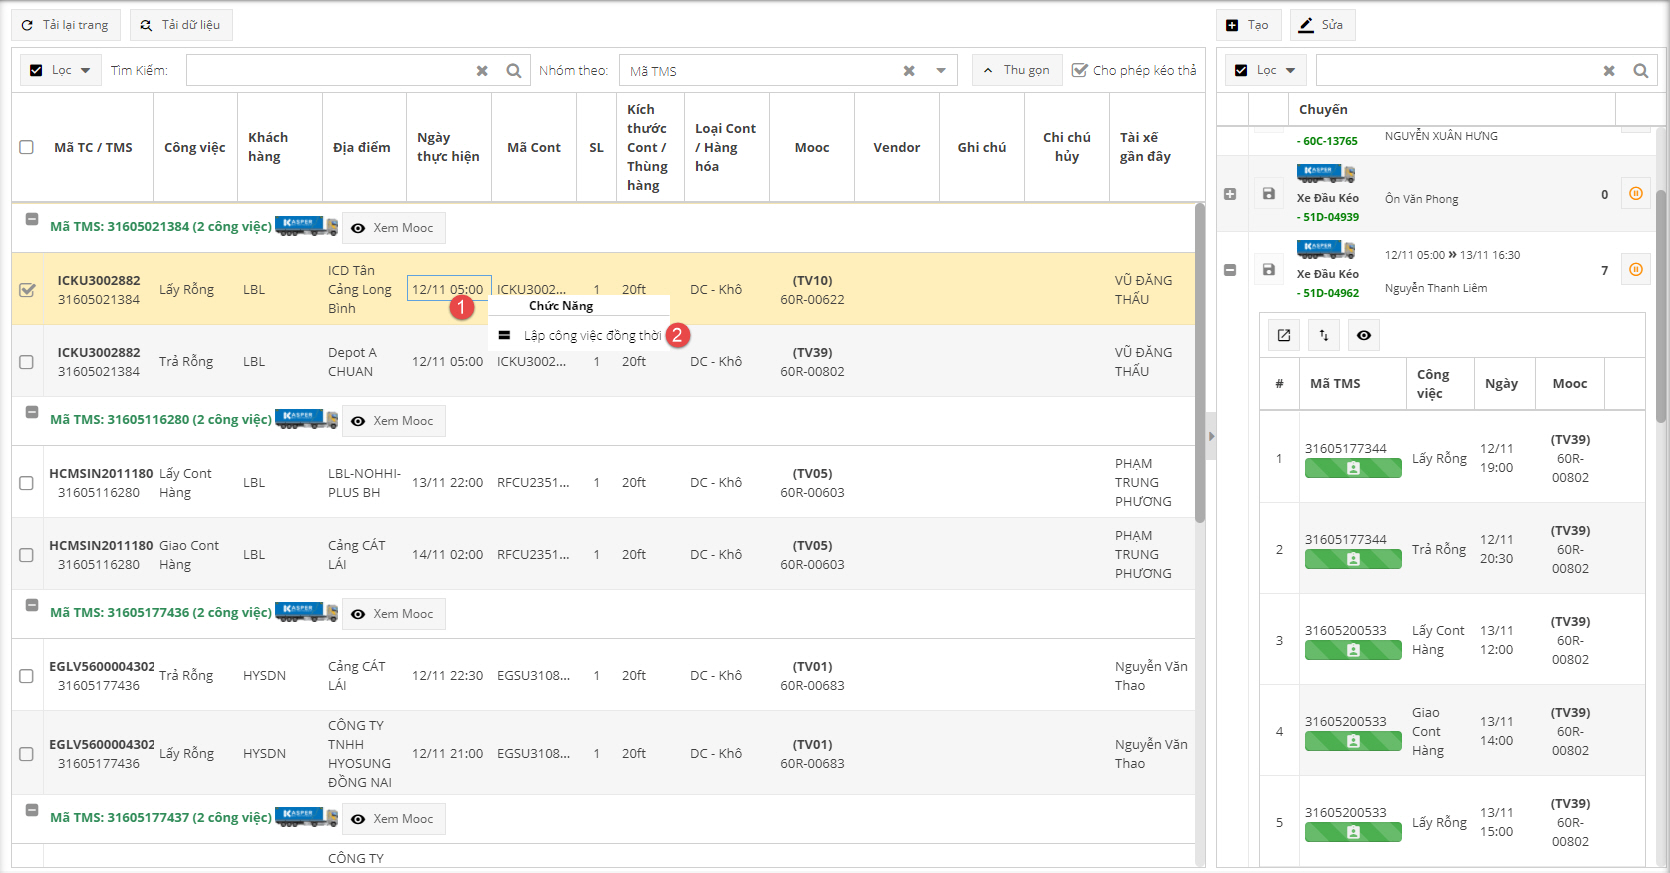 Tải lại trang
Tải dữ liệu
Lọc
Tìm Kiếm:
Nhóm theo:
Mã TMS
Thu gọn
Cho phép kéo thả
Mã TC / TMS
Công việc
Khách
hàng
Địa điểm
Ngày
thực hiện
Mã Cont
SL
Kích
thước
Cont /
Thùng
hàng
Loại Cont
/ Hàng
hóa
Mooc
Vendor
Ghi chú
Chi chú
hủy
Tài xế
gần đây
Mã TMS: 31605021384 (2 công việc)
KASPER
Xem Mooc
ICKU3002882
31605021384
Lấy Rỗng
LBL
ICD Tân
Cảng Long
Bình
12/11 05:00
ICKU3002...
1
20ft
DC - Khô
(TV10)
60R-00622
VŨ ĐĂNG
THẤU
1
Chức Năng
Lập công việc đồng thời
2
ICKU3002882
31605021384
Trả Rỗng
LBL
Depot A
CHUAN
12/11 05:00
ICKU3002...
1
20ft
DC - Khô
(TV39)
60R-00802
VŨ ĐĂNG
THẤU
Mã TMS: 31605116280 (2 công việc)
KASPER
Xem Mooc
HCMSIN2011180
31605116280
Lấy Cont
Hàng
LBL
LBL-NOHHI-
PLUS BH
13/11 22:00
RFCU2351...
1
20ft
DC - Khô
(TV05)
60R-00603
PHẠM
TRUNG
PHƯƠNG
HCMSIN2011180
31605116280
Giao Cont
Hàng
LBL
Cảng CÁT
LÁI
14/11 02:00
RFCU2351...
1
20ft
DC - Khô
(TV05)
60R-00603
PHẠM
TRUNG
PHƯƠNG
Mã TMS: 31605177436 (2 công việc)
KASPER
Xem Mooc
EGLV5600004302
31605177436
Trả Rỗng
HYSDN
Cảng CÁT
LÁI
12/11 22:30
EGSU3108...
1
20ft
DC - Khô
(TV01)
60R-00683
Nguyễn Văn
Thao
EGLV5600004302
31605177436
Lấy Rỗng
HYSDN
CÔNG TY
TNHH
HYOSUNG
ĐỒNG NAI
12/11 21:00
EGSU3108...
1
20ft
DC - Khô
(TV01)
60R-00683
Nguyễn Văn
Thao
Mã TMS: 31605177437 (2 công việc)
KASPER
Xem Mooc
CÔNG TY
Tạo
Sửa
Lọc
Chuyến
- 60C-13765
NGUYỄN XUÂN HƯNG
KASPER
Xe Đầu Kéo
- 51D-04939
Ôn Văn Phong
0
KASPER
Xe Đầu Kéo
- 51D-04962
12/11 05:00 » 13/11 16:30
Nguyễn Thanh Liêm
7
#
Mã TMS
Công
việc
Ngày
Mooc
1
31605177344
Lấy Rỗng
12/11
19:00
(TV39)
60R-
00802
2
31605177344
Trả Rỗng
12/11
20:30
(TV39)
60R-
00802
3
31605200533
Lấy Cont
Hàng
13/11
12:00
(TV39)
60R-
00802
4
31605200533
Giao
Cont
Hàng
13/11
14:00
(TV39)
60R-
00802
5
31605200533
Lấy Rỗng
13/11
15:00
(TV39)
60R-
00802